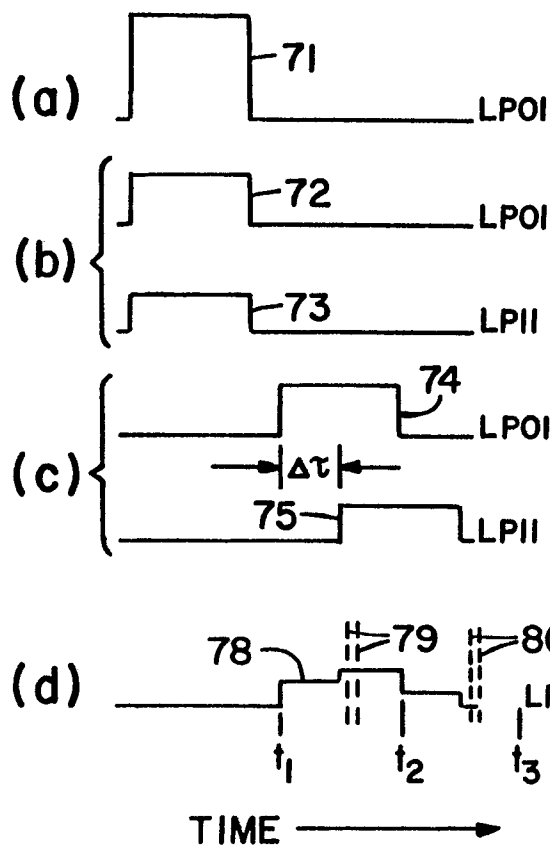 (a)
71
LP01
(b)
72
LP01
73
LP11
(c)
74
LP01
Δτ
75
LP11
(d)
78
79
t1
t2
t3
TIME